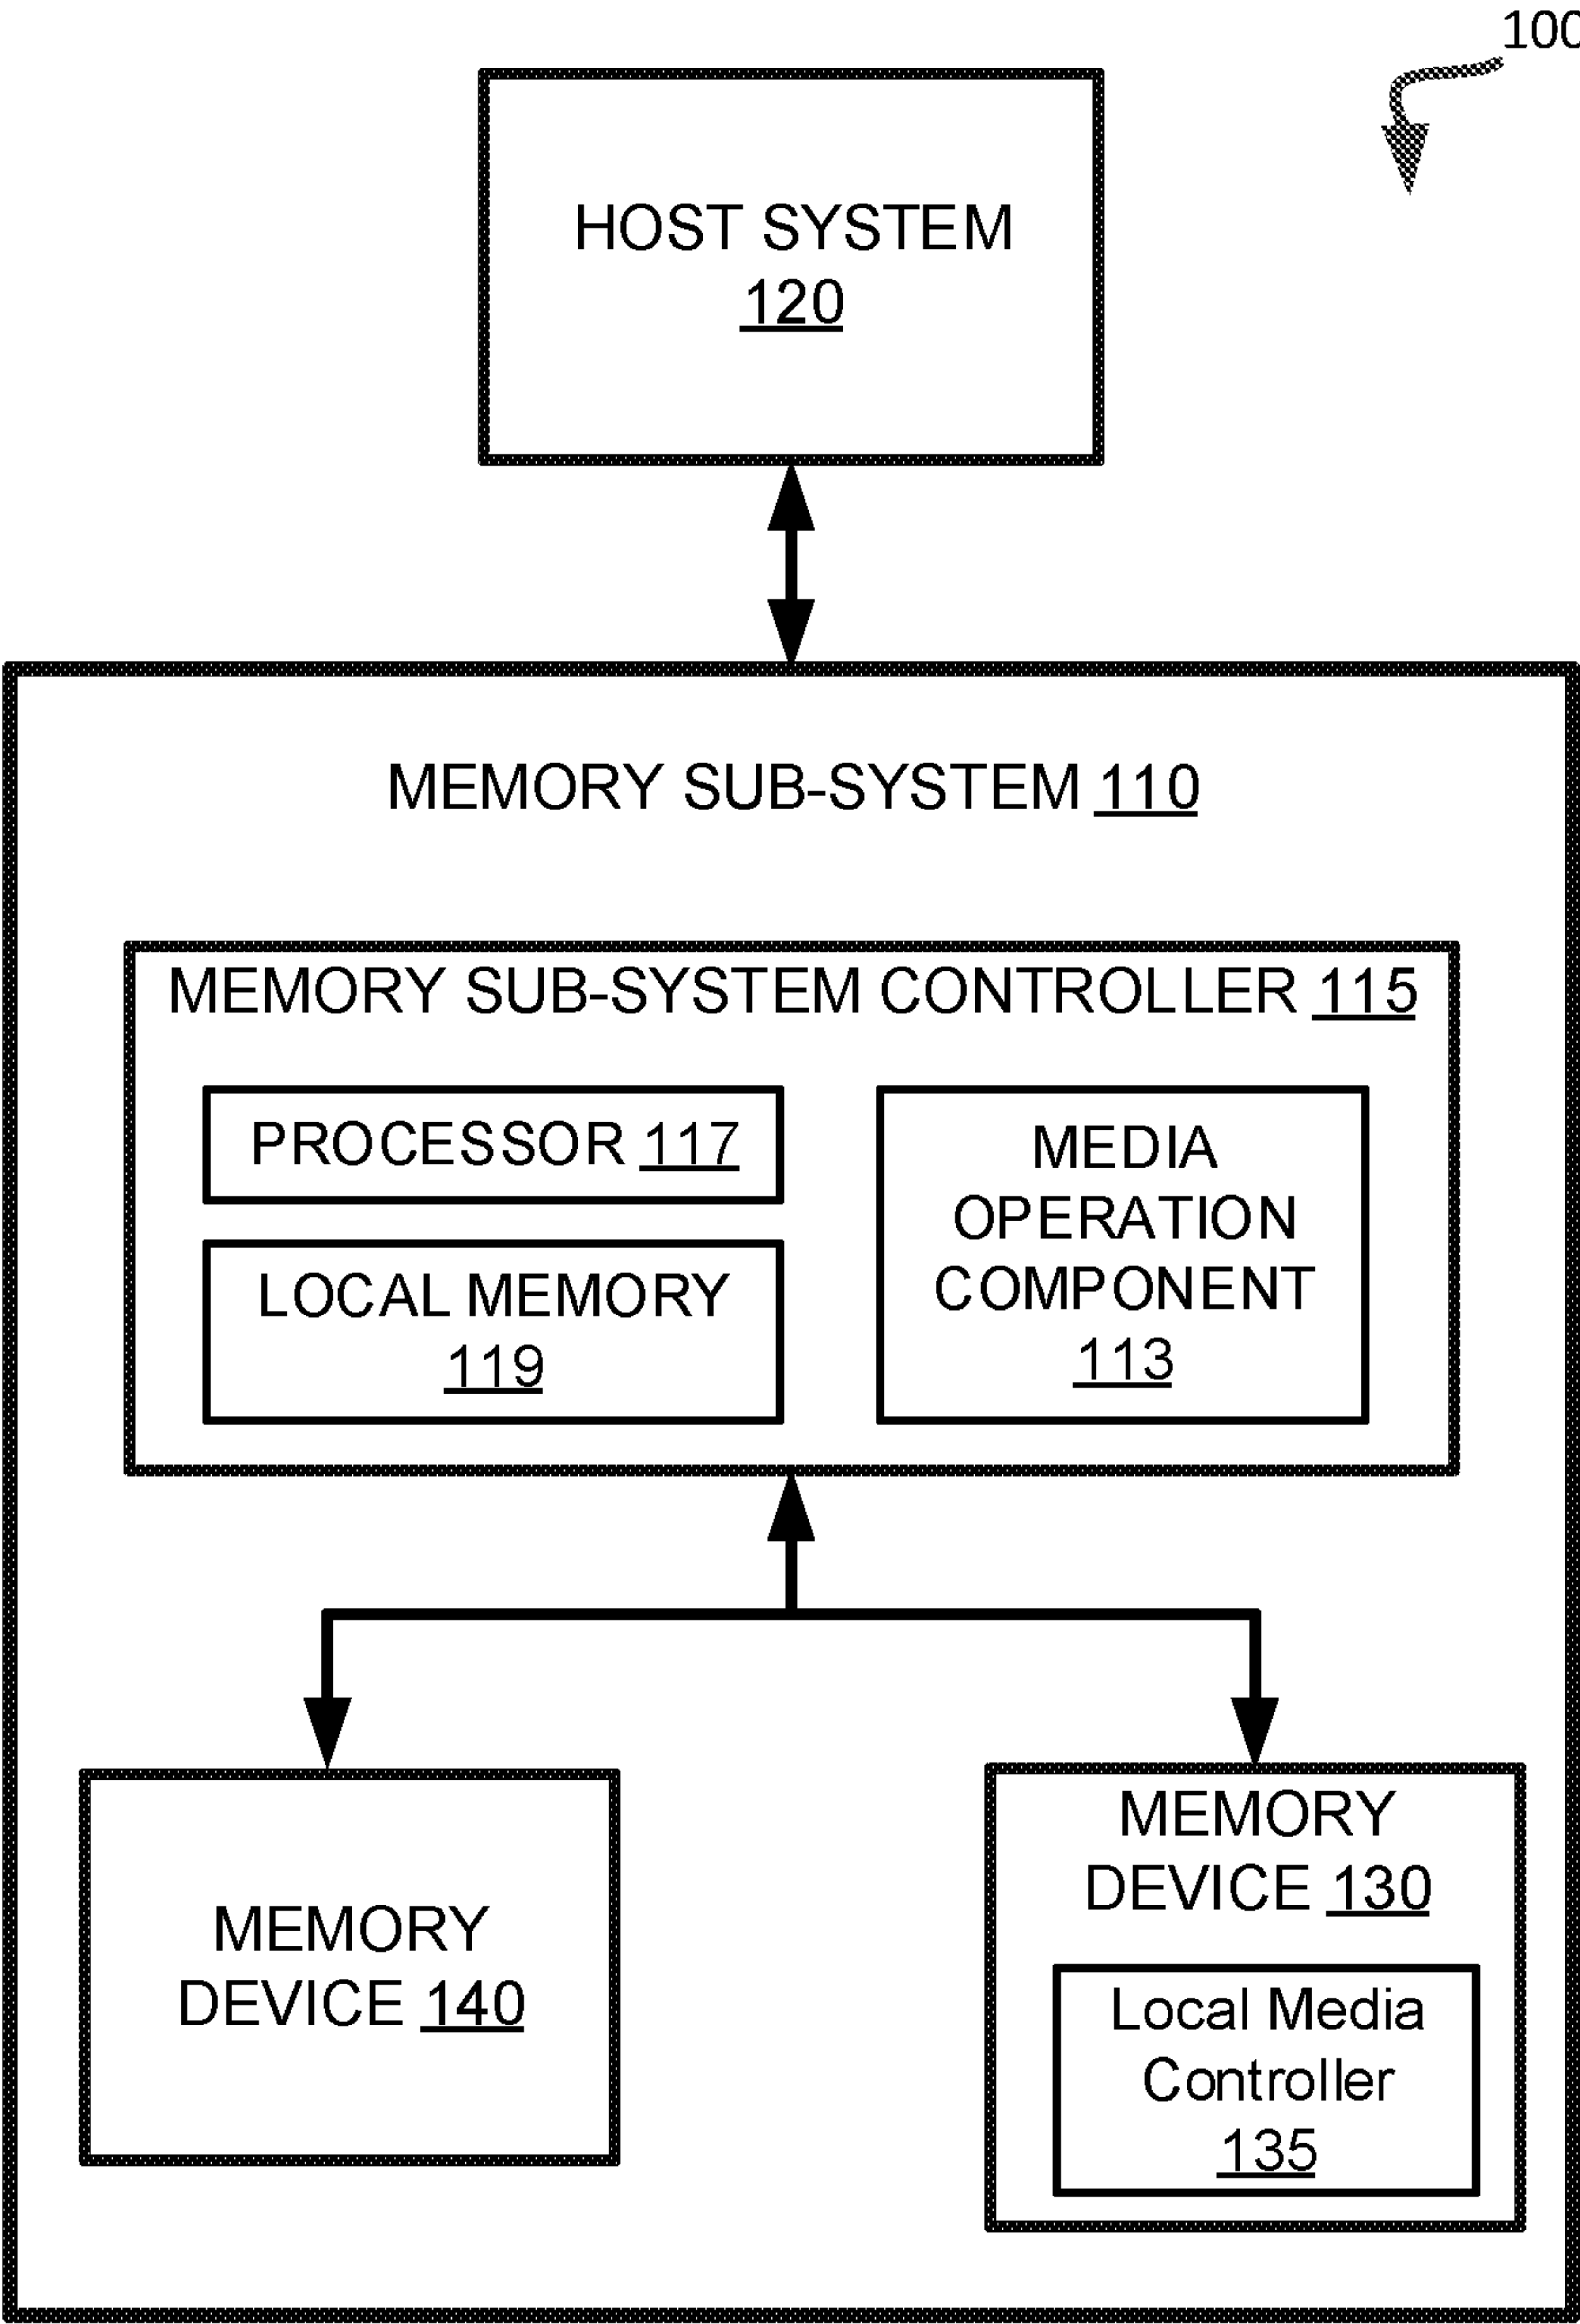 100
HOST SYSTEM
120
MEMORY SUB-SYSTEM 110
MEMORY SUB-SYSTEM CONTROLLER 115
PROCESSOR 117
LOCAL MEMORY
119
MEDIA
OPERATION
COMPONENT
113
MEMORY
DEVICE 140
MEMORY
DEVICE 130
Local Media
Controller
135